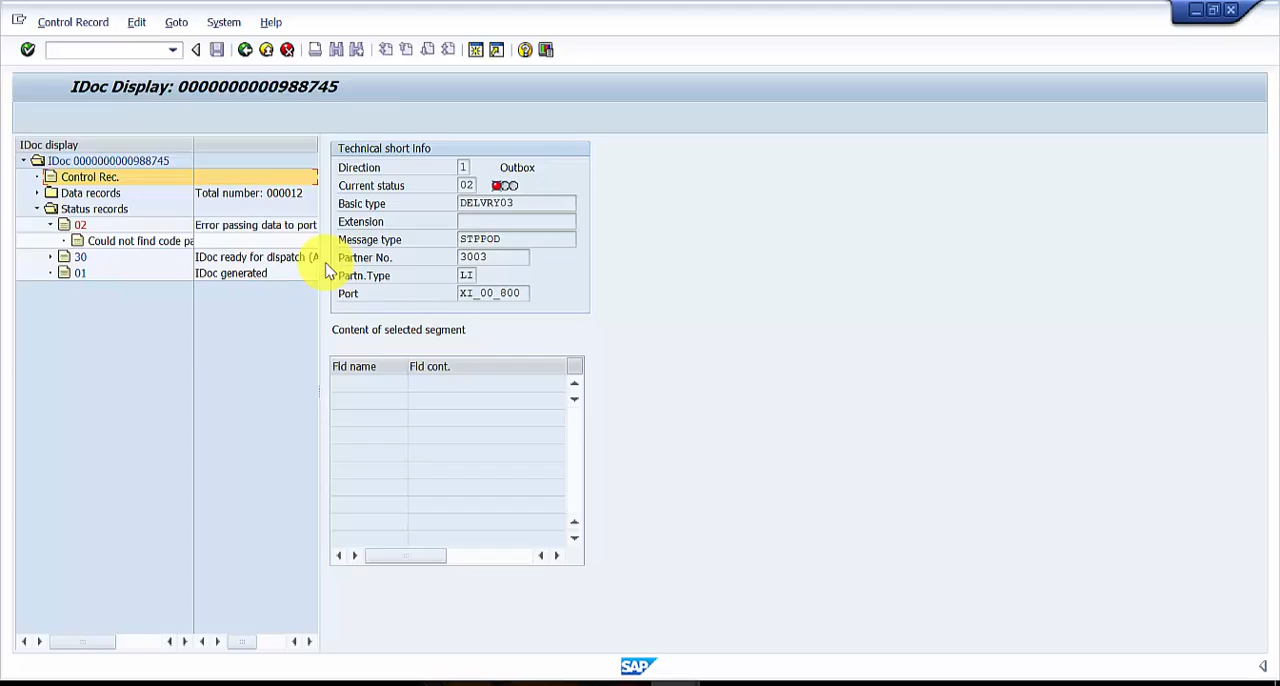 Control Record Edit Goto System Help
IDoc Display: 0000000000988745
IDoc display
IDoc 0000000000988745
Control Rec.
Data records Total number: 000012
Status records
02 Error passing data to port
Could not find code pa
30 IDoc ready for dispatch (A
01 IDoc generated
Technical short info
Direction 1 Outbox
Current status 02
Basic type DELVRY03
Extension
Message type STPPOD
Partner No. 3003
Partn.Type LI
Port XI_00_800
Content of selected segment
Fld name Fld cont.
SAP